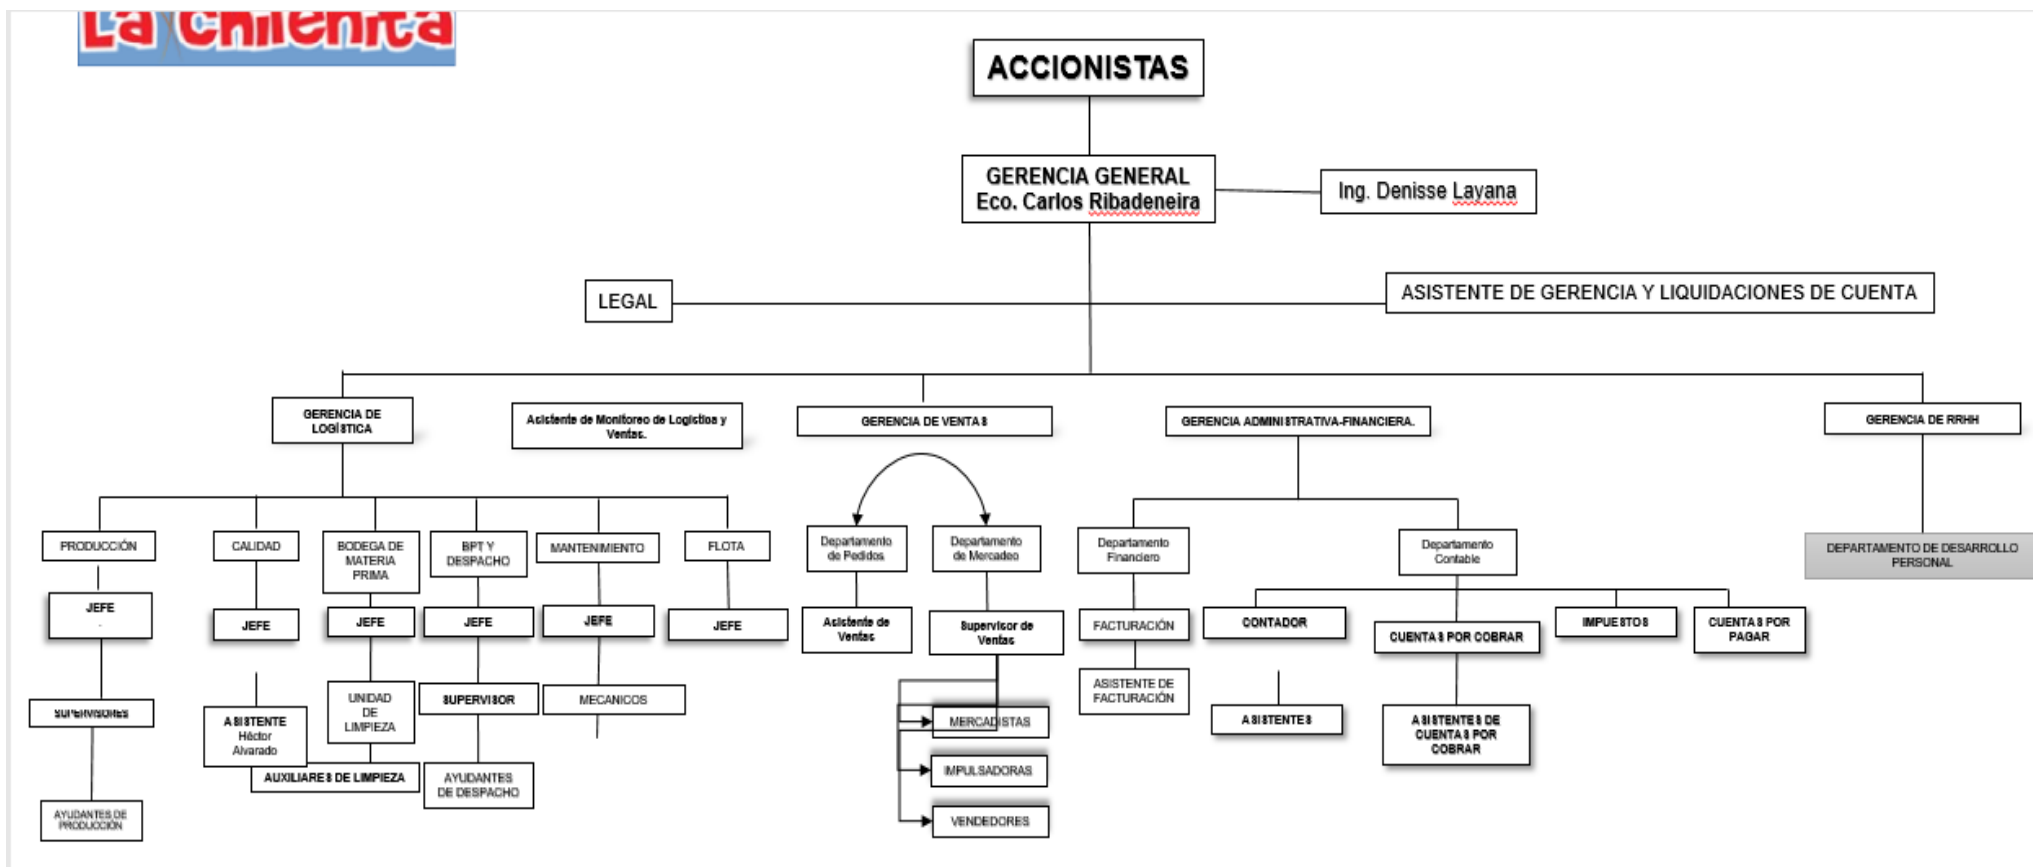 La Chilenita
ACCIONISTAS
GERENCIA GENERAL
Eco. Carlos Ribadeneira
Ing. Denisse Layana
LEGAL
ASISTENTE DE GERENCIA Y LIQUIDACIONES DE CUENTA
GERENCIA DE
LOGÍSTICA
Asistente de Monitoreo de Logistica y
Ventas.
GERENCIA DE VENTAS
GERENCIA ADMINISTRATIVA-FINANCIERA.
GERENCIA DE RRHH
PRODUCCIÓN
CALIDAD
BODEGA DE
MATERIA
PRIMA
BPT Y
DESPACHO
MANTENIMIENTO
FLOTA
Departamento
de Pedidos
Departamento
de Mercadeo
Departamento
Financiero
Departamento
Contable
DEPARTAMENTO DE DESARROLLO
PERSONAL
JEFE
.
JEFE
JEFE
JEFE
JEFE
JEFE
Asistente de
Ventas
Supervisor de
Ventas
FACTURACIÓN
CONTADOR
CUENTAS POR COBRAR
IMPUESTOS
CUENTAS POR
PAGAR
SUPERVISORES
ASISTENTE
Héctor
Alvarado
UNIDAD
DE
LIMPIEZA
SUPERVISOR
MECANICOS
MERCADISTAS
ASISTENTE DE
FACTURACIÓN
ASISTENTES
ASISTENTES DE
CUENTAS POR
COBRAR
AUXILIARES DE LIMPIEZA
AYUDANTES
DE DESPACHO
IMPULSADORAS
AYUDANTES DE
PRODUCCIÓN
VENDEDORES